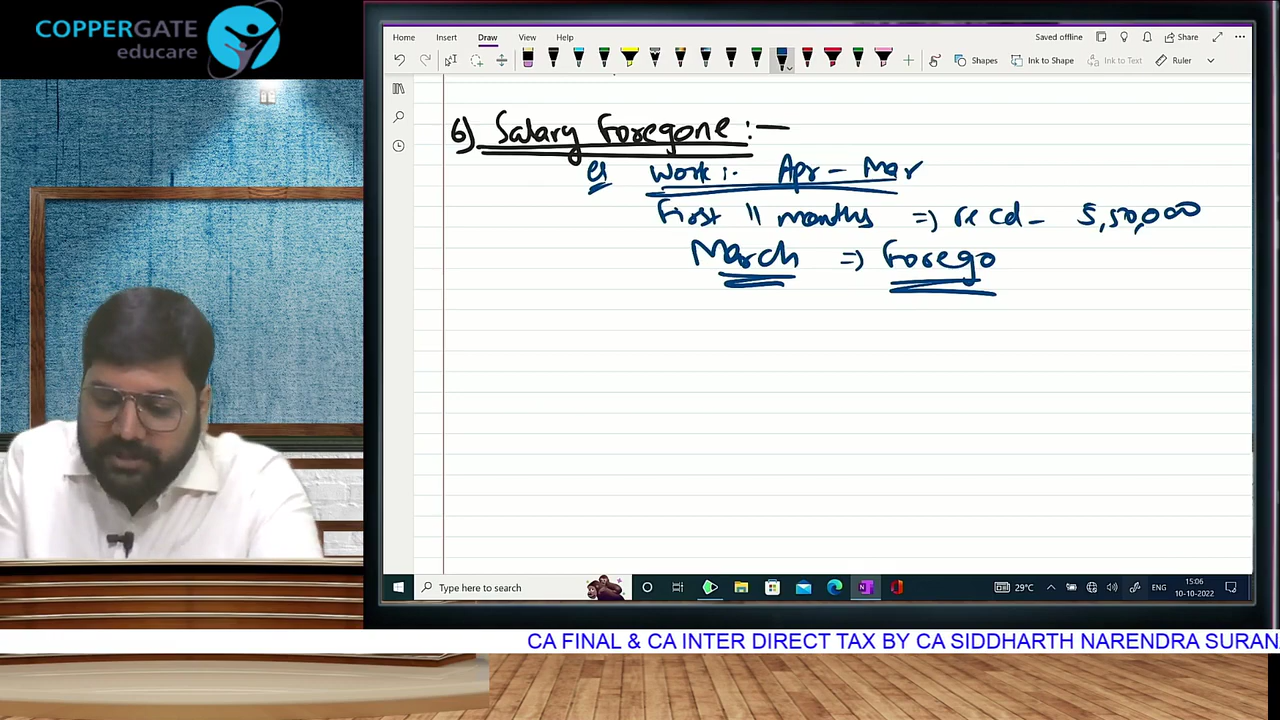 COPPERGATE
educare
Home Insert Draw View Help
Saved offline
Share
Shapes Ink to Shape Ink to Text Ruler
6) Salary Foregone :-
eg Work :- Apr - Mar
First 11 months => recd - 5,50,000
March => Forego
Type here to search
29°C
ENG
15:06
10-10-2022
CA FINAL & CA INTER DIRECT TAX BY CA SIDDHARTH NARENDRA SURAN